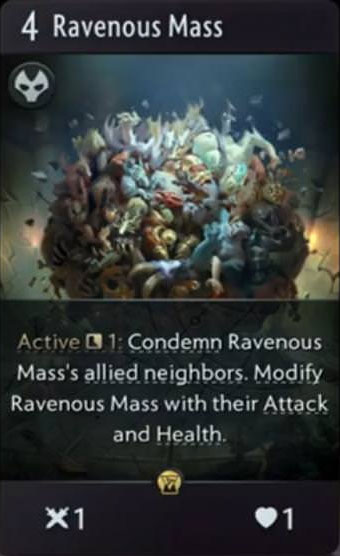 4 Ravenous Mass
Active 1: Condemn Ravenous
Mass's allied neighbors. Modify
Ravenous Mass with their Attack
and Health.
1 1